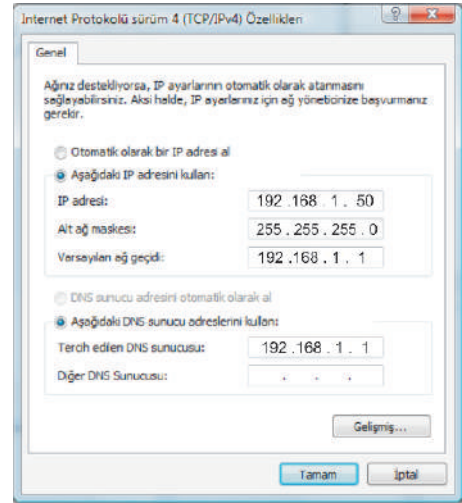 Internet Protokolü sürüm 4 (TCP/IPv4) Özellikleri
Genel
Ağınız destekliyorsa, IP ayarlarının otomatik olarak atanmasını
sağlayabilirsiniz. Aksi halde, IP ayarlarınız için ağ yöneticinize başvurmanız
gerekir.
Otomatik olarak bir IP adresi al
Aşağıdaki IP adresini kullan:
IP adresi: 192 . 168 . 1 . 50
Alt ağ maskesi: 255 . 255 . 255 . 0
Varsayılan ağ geçidi: 192 . 168 . 1 . 1
DNS sunucu adresini otomatik olarak al
Aşağıdaki DNS sunucu adreslerini kullan:
Tercih edilen DNS sunucusu: 192 . 168 . 1 . 1
Diğer DNS Sunucusu: . . .
Gelişmiş...
Tamam İptal